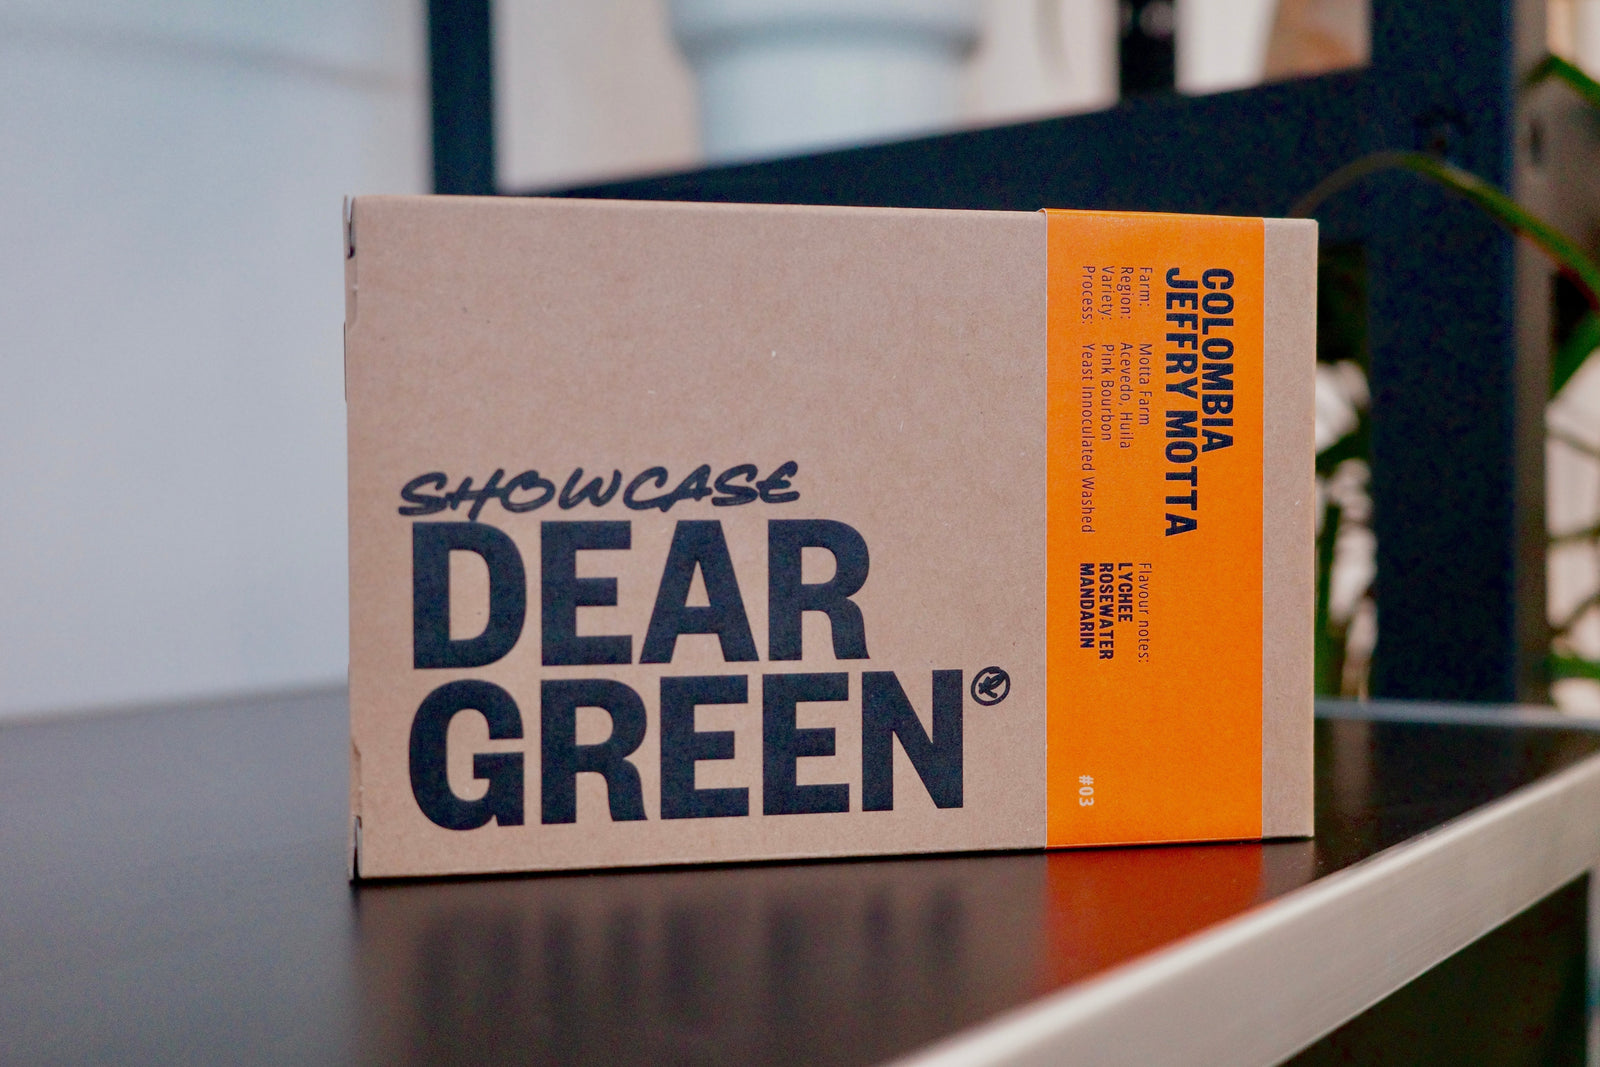 SHOWCASE
DEAR
GREEN
COLOMBIA
JEFFRY MOTTA
Farm: Motta Farm
Region: Acevedo, Huila
Variety: Pink Bourbon
Process: Yeast Innoculated Washed
Flavour notes:
LYCHEE
ROSEWATER
MANDARIN
#03